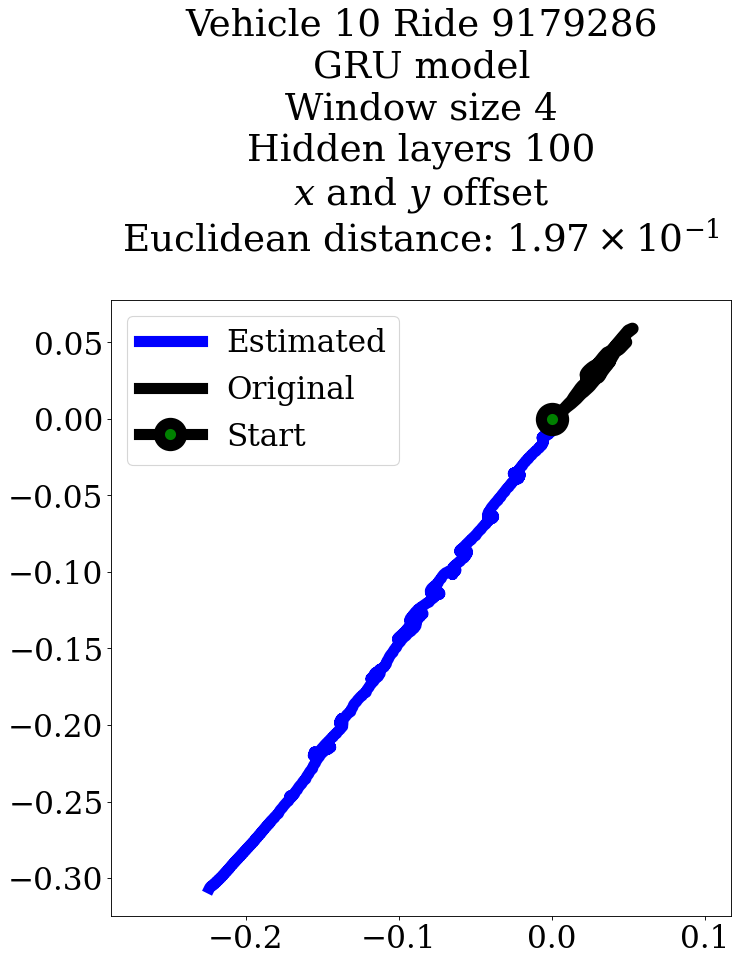 Vehicle 10 Ride 9179286
GRU model
Window size 4
Hidden layers 100
x and y offset
Euclidean distance: 1.97 × 10⁻¹
Estimated
Original
Start
0.05
0.00
−0.05
−0.10
−0.15
−0.20
−0.25
−0.30
−0.2 −0.1 0.0 0.1